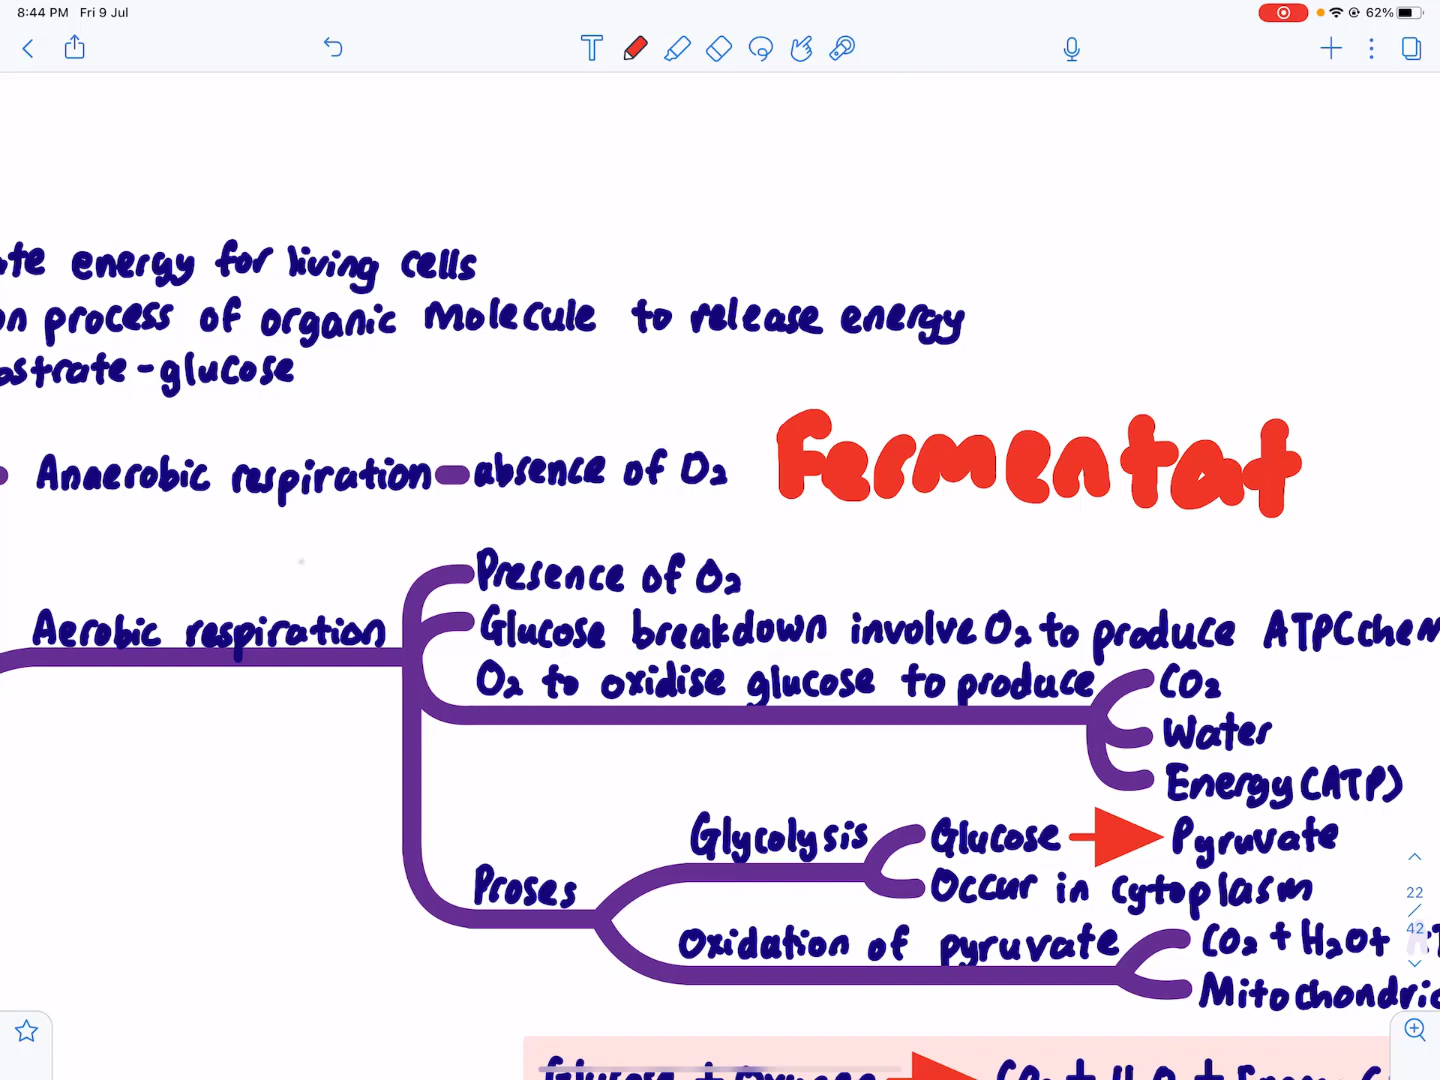 8:44 PM Fri 9 Jul
62%
te energy for living cells
on process of organic molecule to release energy
strate - glucose
Anaerobic respiration absence of O2
Fermentat
Presence of O2
Aerobic respiration
Glucose breakdown involve O2 to produce ATP(chem
O2 to oxidise glucose to produce
CO2
Water
Energy (ATP)
Glycolysis
Glucose → Pyruvate
Occur in cytoplasm
Proses
Oxidation of pyruvate
CO2 + H2O +
Mitochondri
22
/
42
Glucose +